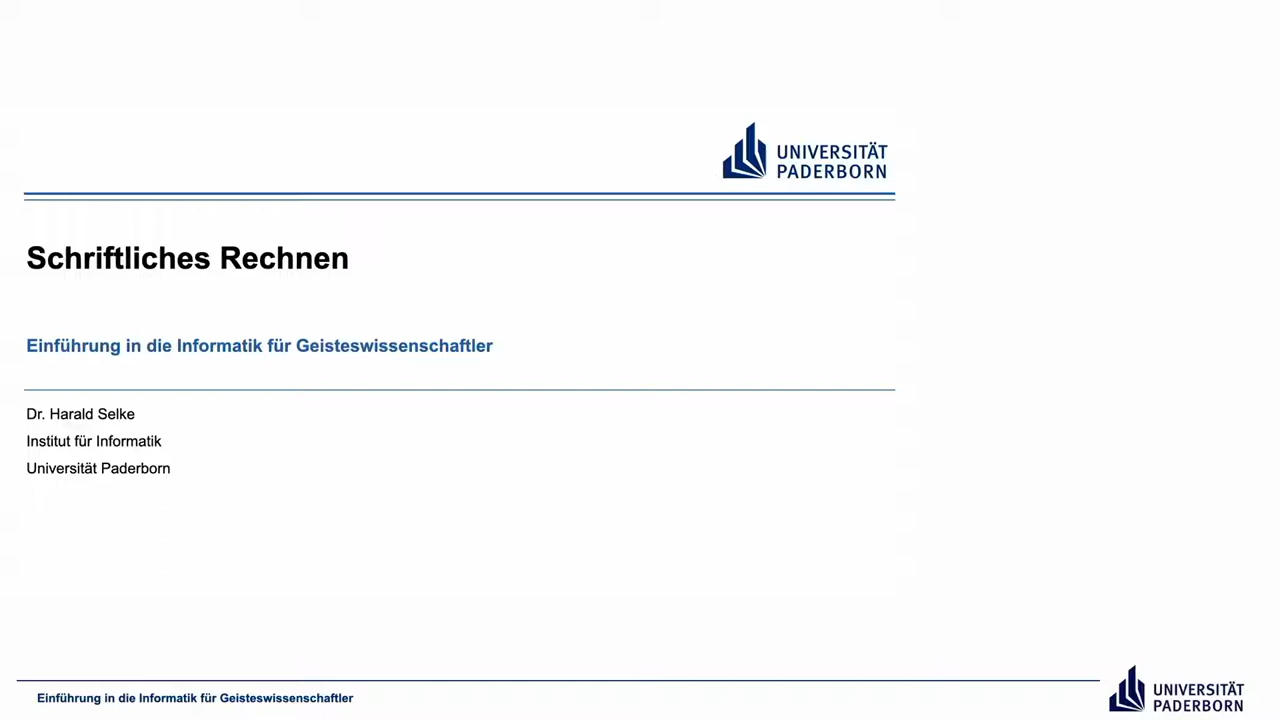 UNIVERSITÄT
PADERBORN
Schriftliches Rechnen
Einführung in die Informatik für Geisteswissenschaftler
Dr. Harald Selke
Institut für Informatik
Universität Paderborn
Einführung in die Informatik für Geisteswissenschaftler
UNIVERSITÄT
PADERBORN